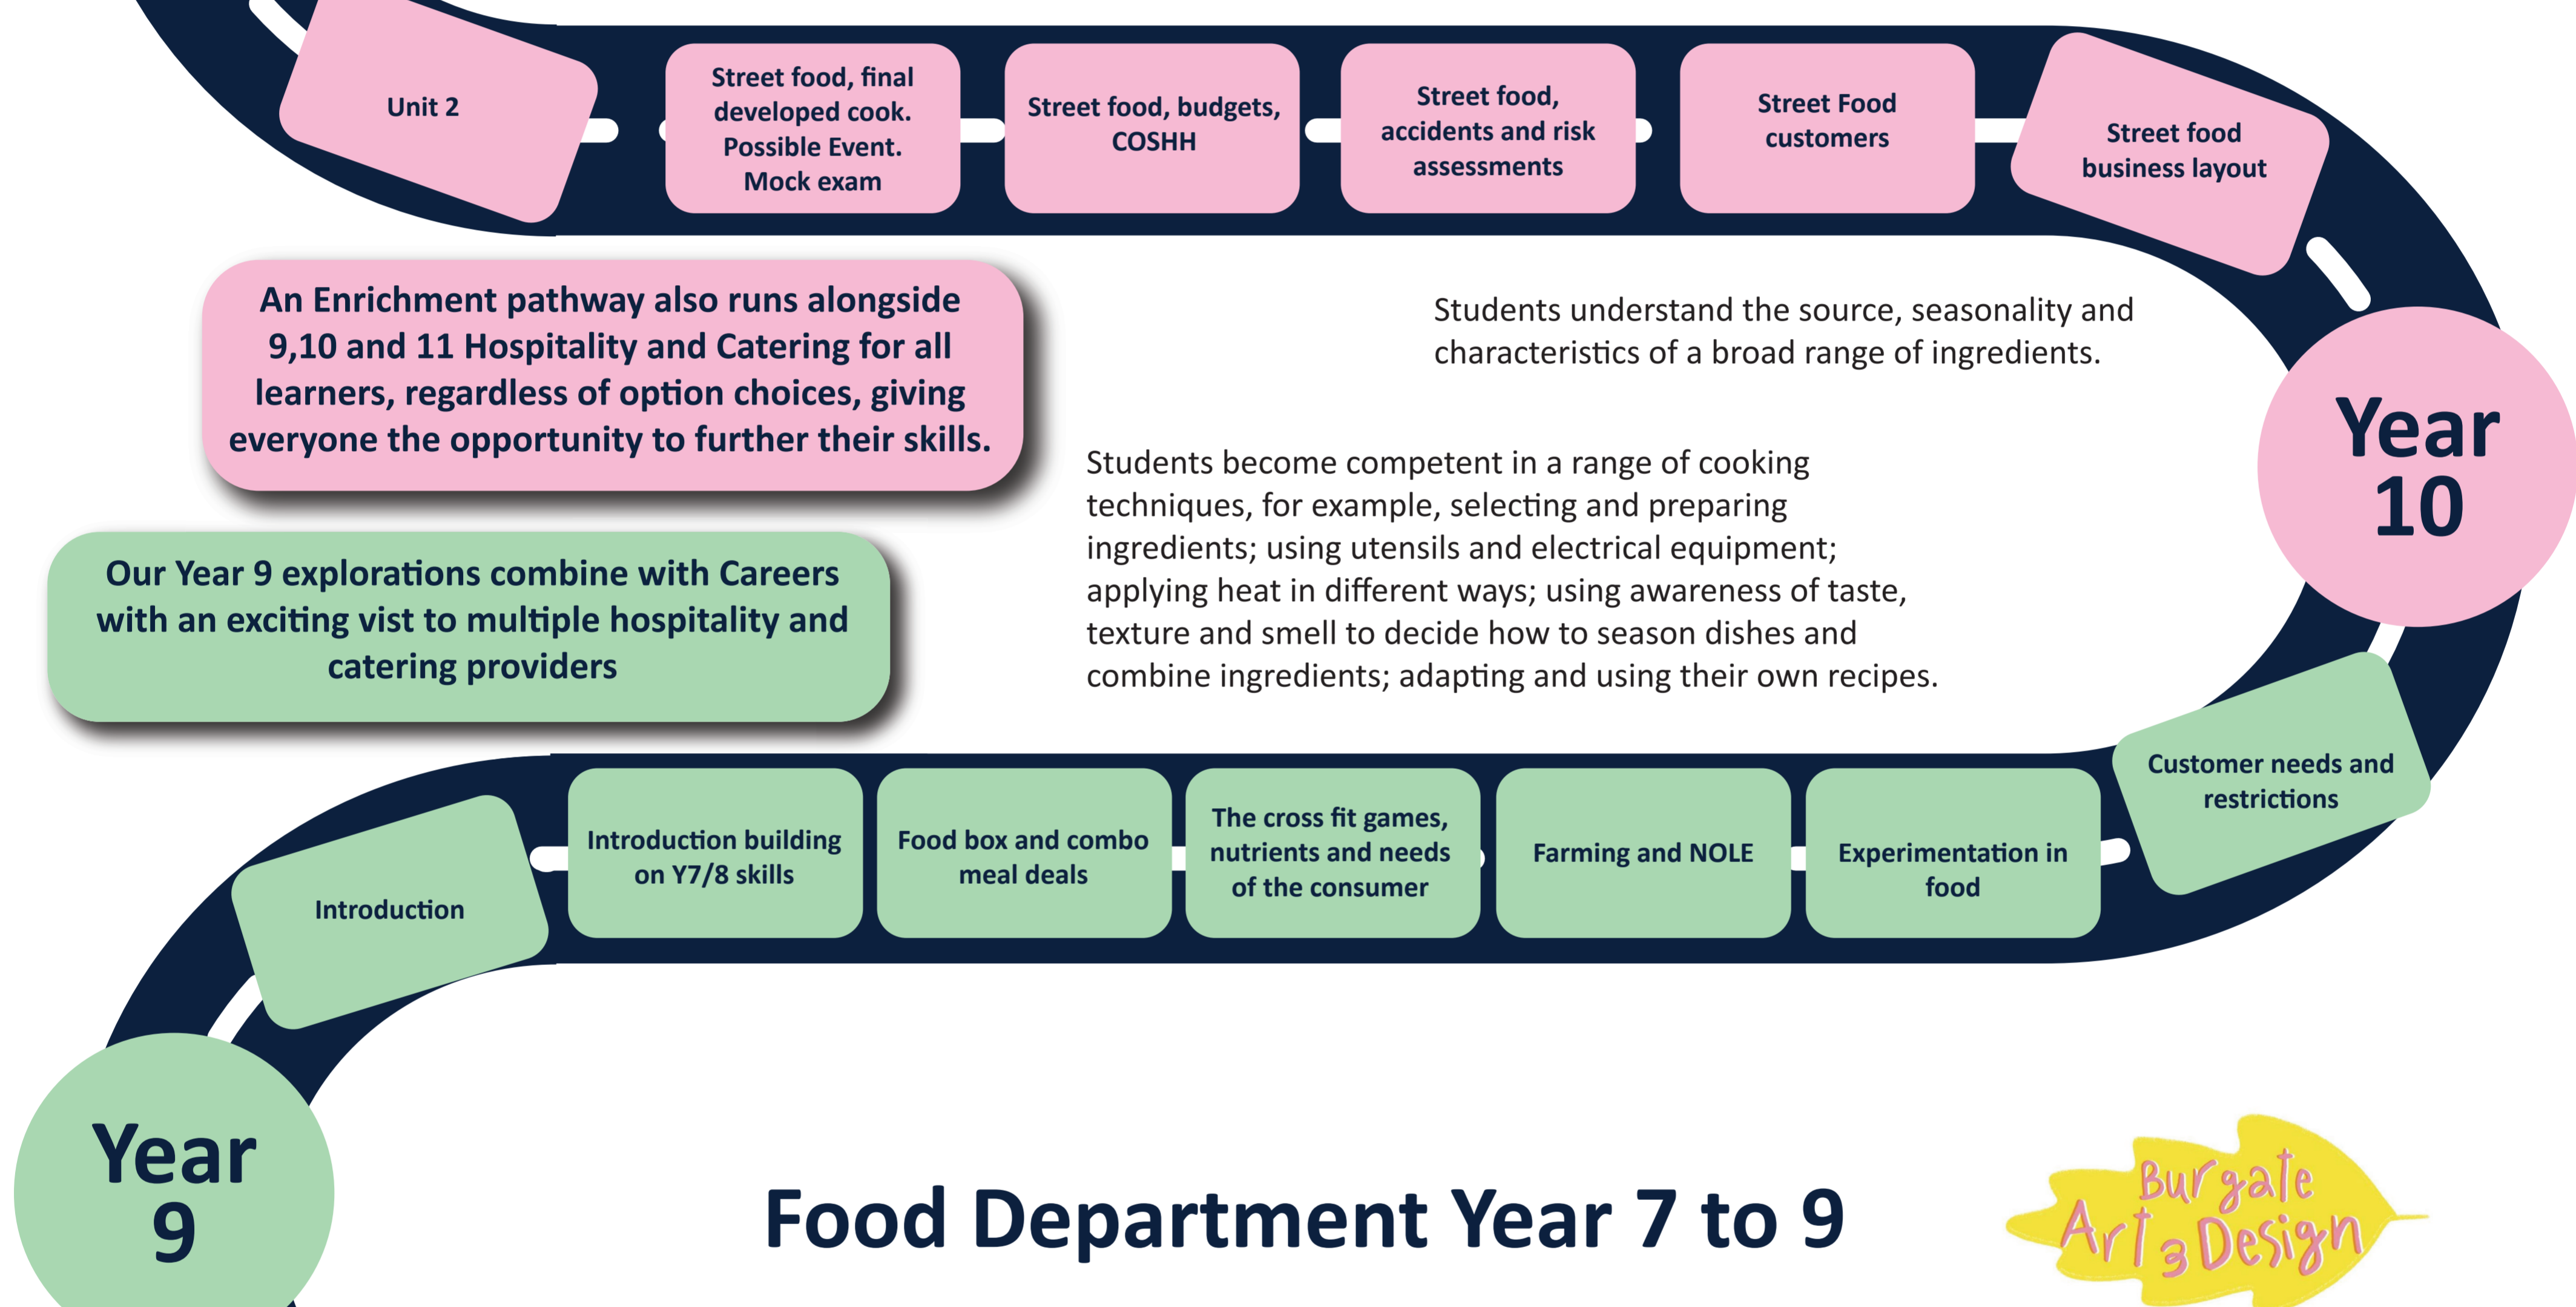 Unit 2
Street food, final
developed cook.
Possible Event.
Mock exam
Street food, budgets,
COSHH
Street food,
accidents and risk
assessments
Street Food
customers
Street food
business layout
An Enrichment pathway also runs alongside
9,10 and 11 Hospitality and Catering for all
learners, regardless of option choices, giving
everyone the opportunity to further their skills.
Students understand the source, seasonality and
characteristics of a broad range of ingredients.
Year
10
Our Year 9 explorations combine with Careers
with an exciting vist to multiple hospitality and
catering providers
Students become competent in a range of cooking
techniques, for example, selecting and preparing
ingredients; using utensils and electrical equipment;
applying heat in different ways; using awareness of taste,
texture and smell to decide how to season dishes and
combine ingredients; adapting and using their own recipes.
Introduction
Introduction building
on Y7/8 skills
Food box and combo
meal deals
The cross fit games,
nutrients and needs
of the consumer
Farming and NOLE
Experimentation in
food
Customer needs and
restrictions
Year
9
Food Department Year 7 to 9
Burgate
Art & Design